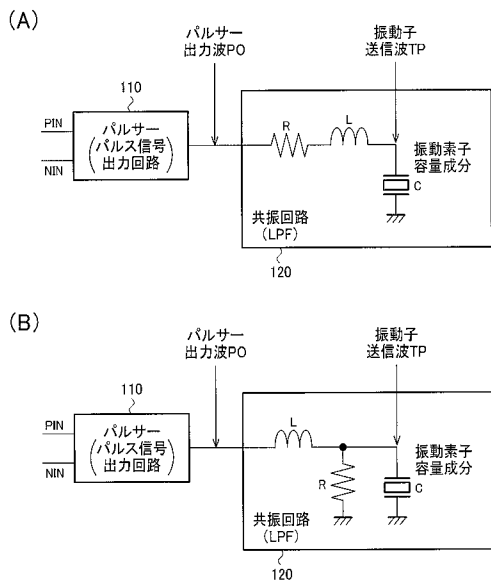 (A)
パルサー
出力波PO
振動子
送信波TP
110
PIN
NIN
パルサー
(パルス信号)
出力回路
R
L
振動素子
容量成分
C
共振回路
(LPF)
120
(B)
パルサー
出力波PO
振動子
送信波TP
110
PIN
NIN
パルサー
(パルス信号)
出力回路
L
R
振動素子
容量成分
C
共振回路
(LPF)
120